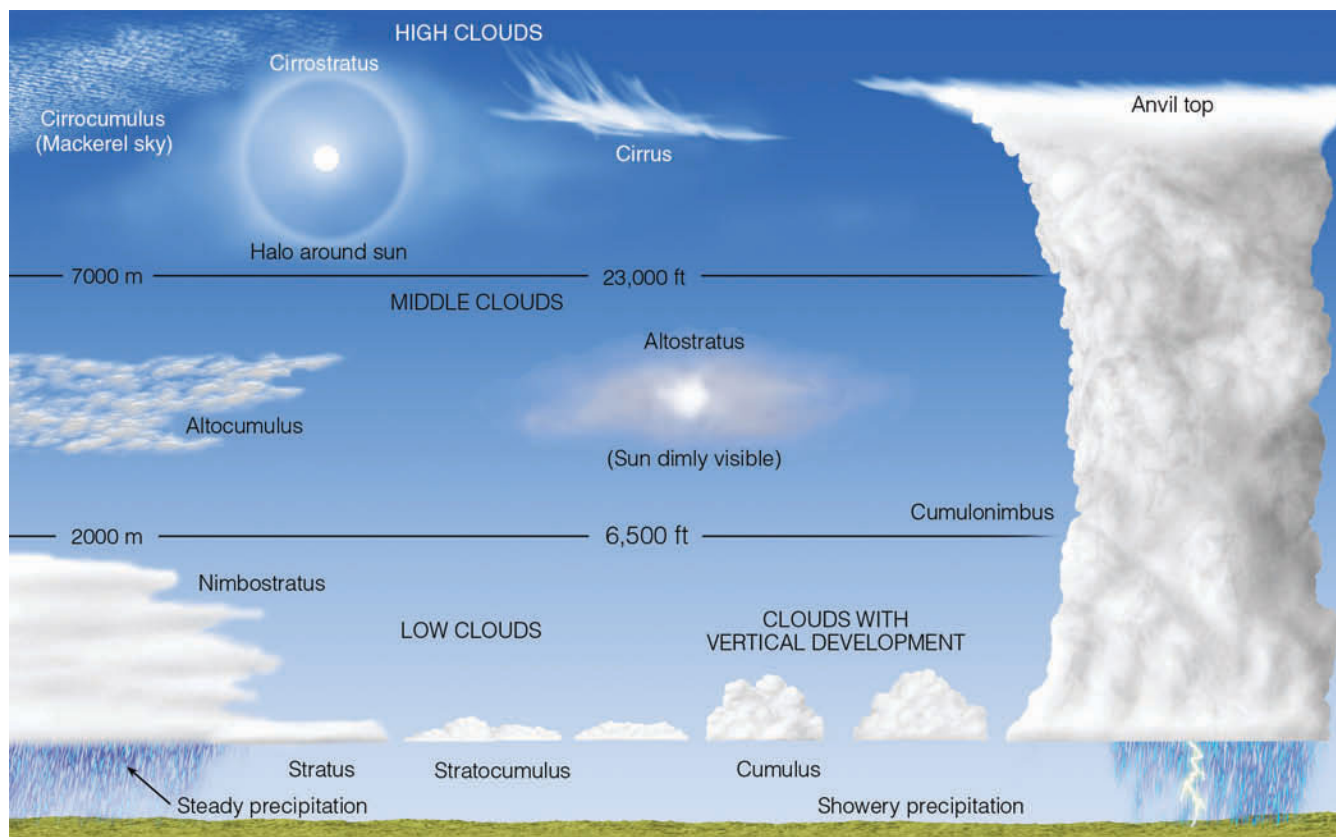 HIGH CLOUDS
Cirrostratus
Cirrocumulus
(Mackerel sky)
Cirrus
Anvil top
Halo around sun
7000 m
23,000 ft
MIDDLE CLOUDS
Altostratus
Altocumulus
(Sun dimly visible)
Cumulonimbus
2000 m
6,500 ft
Nimbostratus
LOW CLOUDS
CLOUDS WITH
VERTICAL DEVELOPMENT
Stratus
Stratocumulus
Cumulus
Steady precipitation
Showery precipitation